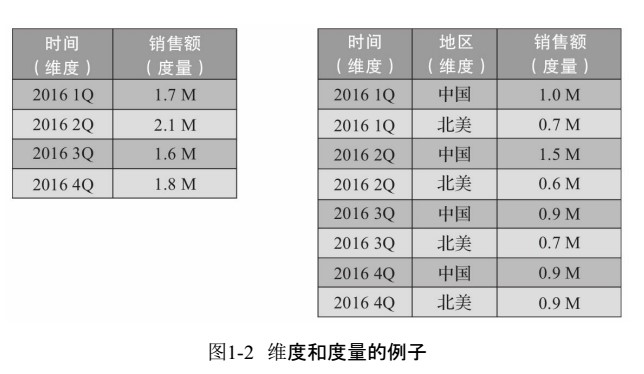 时间
（维度）
销售额
（度量）
2016 1Q 1.7 M
2016 2Q 2.1 M
2016 3Q 1.6 M
2016 4Q 1.8 M
时间
（维度）
地区
（维度）
销售额
（度量）
2016 1Q 中国 1.0 M
2016 1Q 北美 0.7 M
2016 2Q 中国 1.5 M
2016 2Q 北美 0.6 M
2016 3Q 中国 0.9 M
2016 3Q 北美 0.7 M
2016 4Q 中国 0.9 M
2016 4Q 北美 0.9 M
图1-2 维度和度量的例子